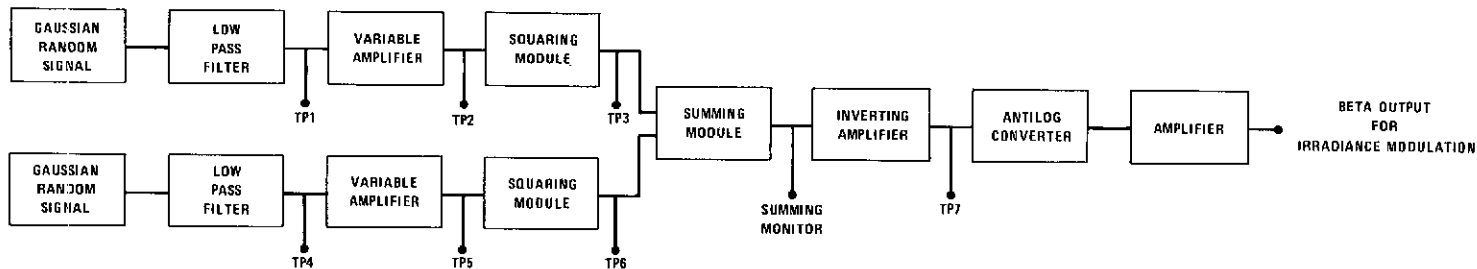 GAUSSIAN
RANDOM
SIGNAL
LOW
PASS
FILTER
VARIABLE
AMPLIFIER
SQUARING
MODULE
TP1
TP2
TP3
SUMMING
MODULE
INVERTING
AMPLIFIER
ANTILOG
CONVERTER
AMPLIFIER
BETA OUTPUT
FOR
IRRADIANCE MODULATION
GAUSSIAN
RANDOM
SIGNAL
LOW
PASS
FILTER
VARIABLE
AMPLIFIER
SQUARING
MODULE
TP4
TP5
TP6
SUMMING
MONITOR
TP7